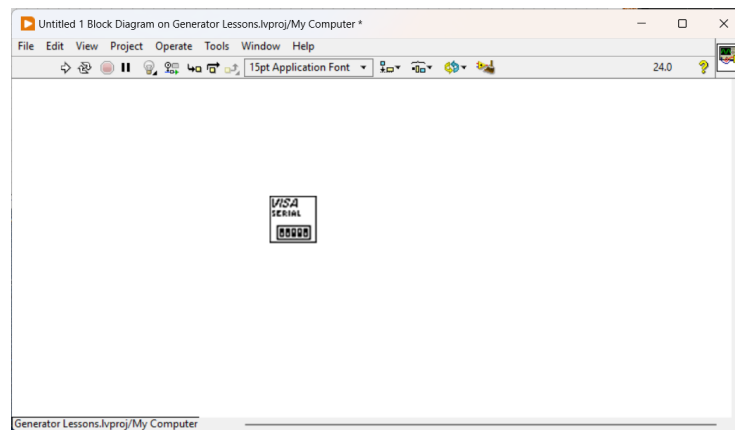 Untitled 1 Block Diagram on Generator Lessons.lvproj/My Computer *
File Edit View Project Operate Tools Window Help
15pt Application Font 24.0
VISA
SERIAL
Generator Lessons.lvproj/My Computer